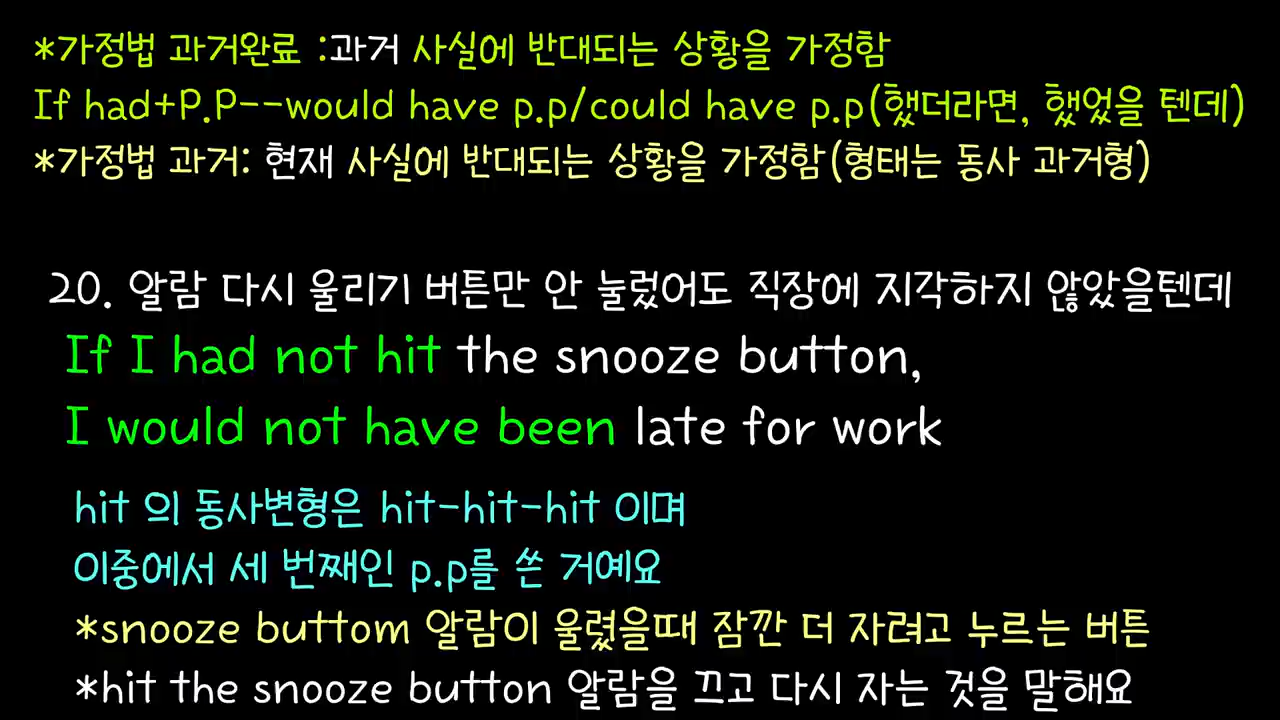 *가정법 과거완료 :과거 사실에 반대되는 상황을 가정함
If had+P.P--would have p.p/could have p.p(했더라면, 했었을 텐데)
*가정법 과거: 현재 사실에 반대되는 상황을 가정함(형태는 동사 과거형)
20. 알람 다시 울리기 버튼만 안 눌렀어도 직장에 지각하지 않았을텐데
If I had not hit the snooze button,
I would not have been late for work
hit 의 동사변형은 hit-hit-hit 이며
이중에서 세 번째인 p.p를 쓴 거예요
*snooze buttom 알람이 울렸을때 잠깐 더 자려고 누르는 버튼
*hit the snooze button 알람을 끄고 다시 자는 것을 말해요